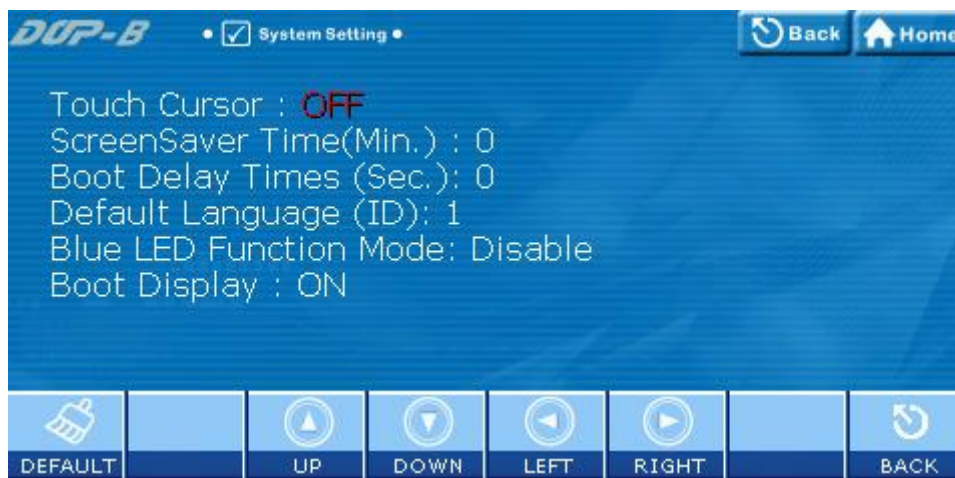 DOP-B • System Setting • Back Home
Touch Cursor : OFF
ScreenSaver Time(Min.) : 0
Boot Delay Times (Sec.): 0
Default Language (ID): 1
Blue LED Function Mode: Disable
Boot Display : ON
DEFAULT UP DOWN LEFT RIGHT BACK